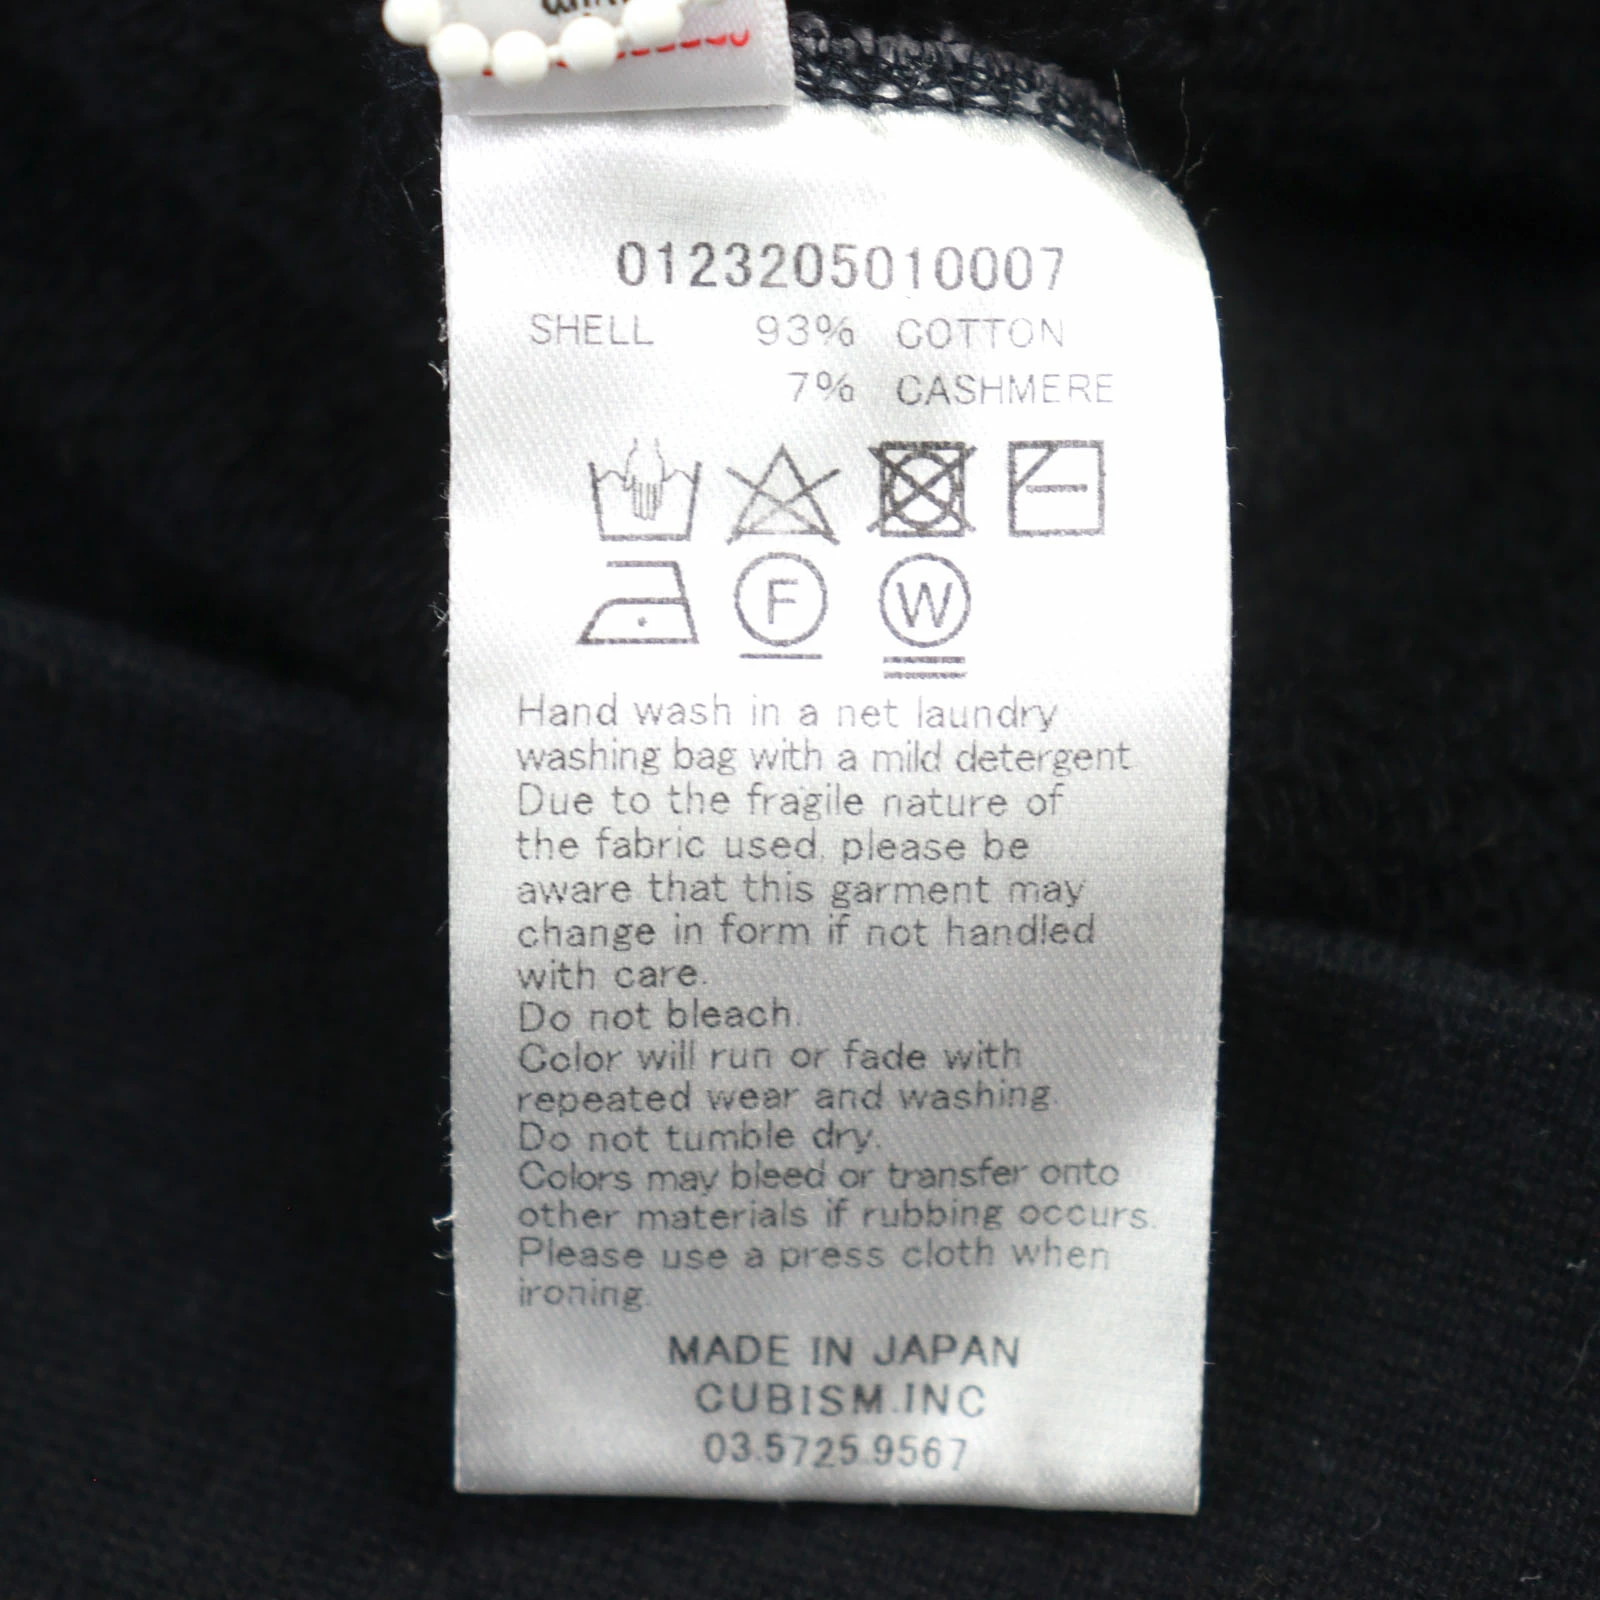 0123205010007
SHELL 93% COTTON
7% CASHMERE
F W
Hand wash in a net laundry
washing bag with a mild detergent
Due to the fragile nature of
the fabric used, please be
aware that this garment may
change in form if not handled
with care.
Do not bleach.
Color will run or fade with
repeated wear and washing.
Do not tumble dry.
Colors may bleed or transfer onto
other materials if rubbing occurs.
Please use a press cloth when
ironing.
MADE IN JAPAN
CUBISM.INC
03.5725.9567